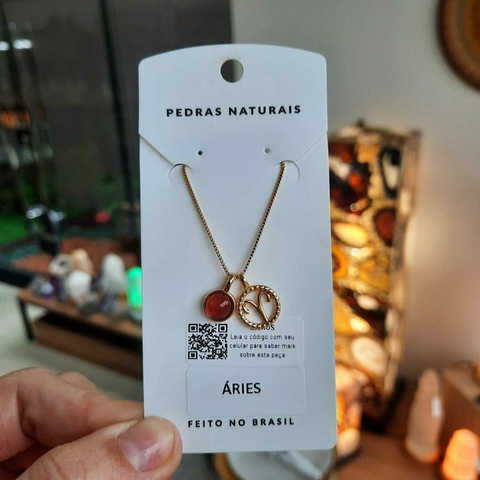 PEDRAS NATURAIS
Leia o código com seu
celular para saber mais
sobre esta peça
ÁRIES
FEITO NO BRASIL